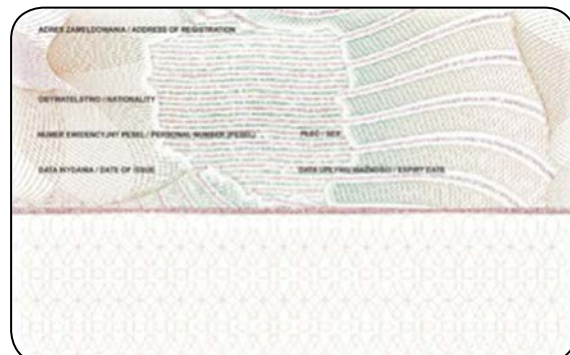 ADRES ZAMELDOWANIA / ADDRESS OF REGISTRATION
OBYWATELSTWO / NATIONALITY
NUMER EWIDENCYJNY PESEL / PERSONAL NUMBER (PESEL) PŁEĆ / SEX
DATA WYDANIA / DATE OF ISSUE DATA UPŁYWU WAŻNOŚCI / EXPIRY DATE